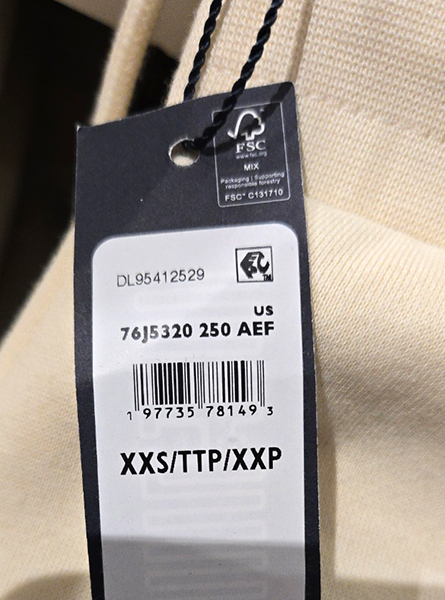 FSC
www.fsc.org
MIX
Packaging | Supporting
responsible forestry
FSC® C131710
DL95412529
TM
US
76J5320 250 AEF
1 97735 78149 3
XXS/TTP/XXP